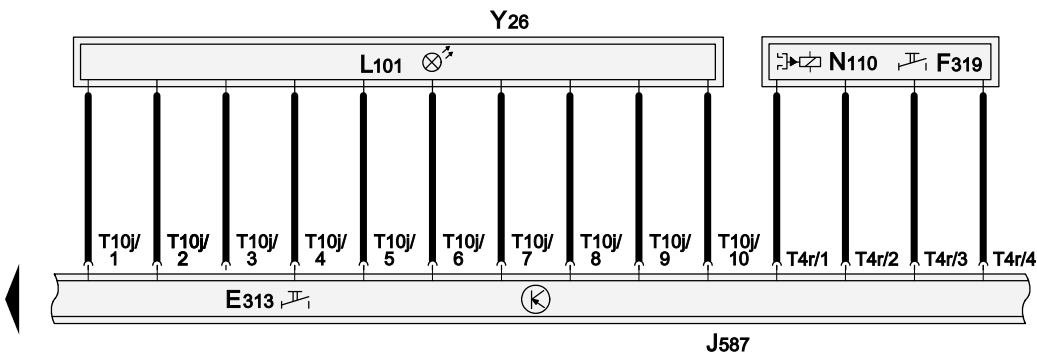 Y26
L101
N110 F319
T10j/ T10j/ T10j/ T10j/ T10j/ T10j/ T10j/ T10j/ T10j/ T10j/
1 2 3 4 5 6 7 8 9 10 T4r/1 T4r/2 T4r/3 T4r/4
E313
J587